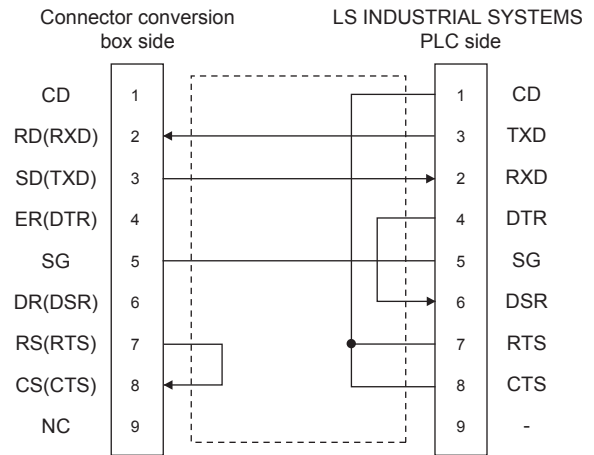 Connector conversion box side
LS INDUSTRIAL SYSTEMS PLC side
CD 1 1 CD
RD(RXD) 2 3 TXD
SD(TXD) 3 2 RXD
ER(DTR) 4 4 DTR
SG 5 5 SG
DR(DSR) 6 6 DSR
RS(RTS) 7 7 RTS
CS(CTS) 8 8 CTS
NC 9 9 -